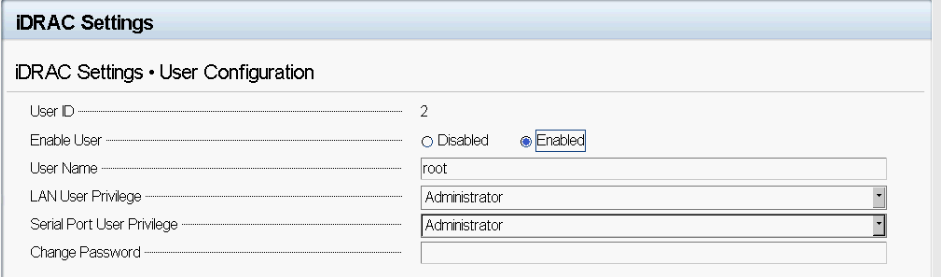 iDRAC Settings
iDRAC Settings • User Configuration
User ID 2
Enable User Disabled Enabled
User Name root
LAN User Privilege Administrator
Serial Port User Privilege Administrator
Change Password